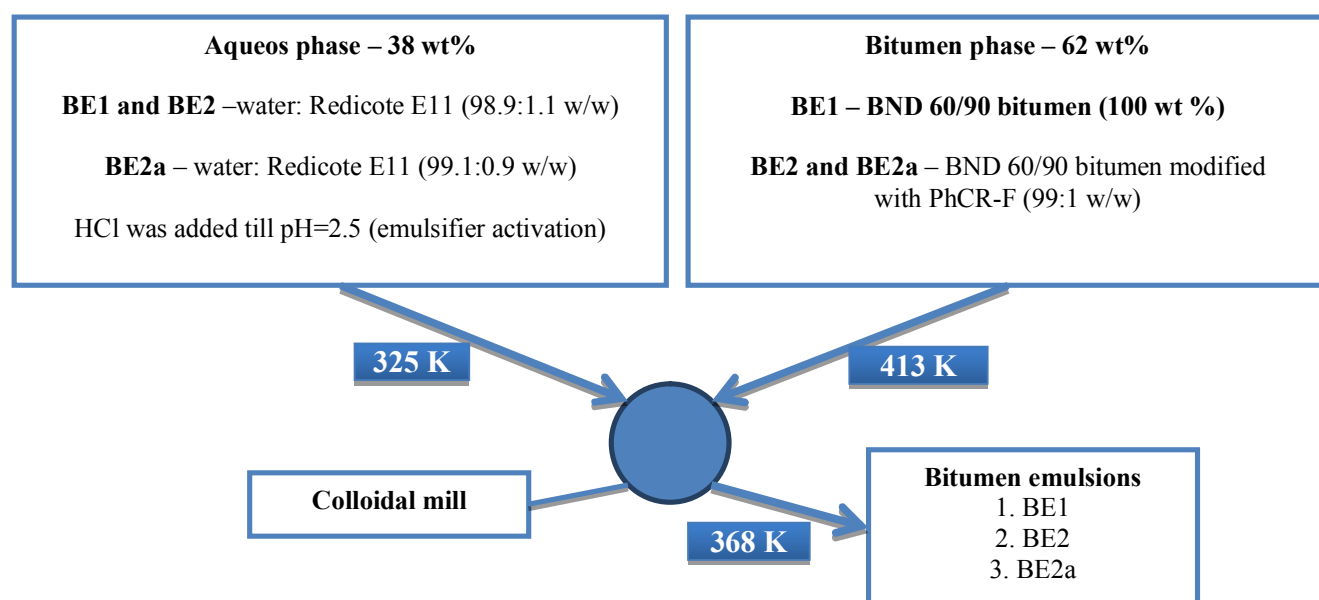 Aqueos phase – 38 wt%
BE1 and BE2 –water: Redicote E11 (98.9:1.1 w/w)
BE2a – water: Redicote E11 (99.1:0.9 w/w)
HCl was added till pH=2.5 (emulsifier activation)
Bitumen phase – 62 wt%
BE1 – BND 60/90 bitumen (100 wt %)
BE2 and BE2a – BND 60/90 bitumen modified
with PhCR-F (99:1 w/w)
325 K
413 K
Colloidal mill
368 K
Bitumen emulsions
1. BE1
2. BE2
3. BE2a